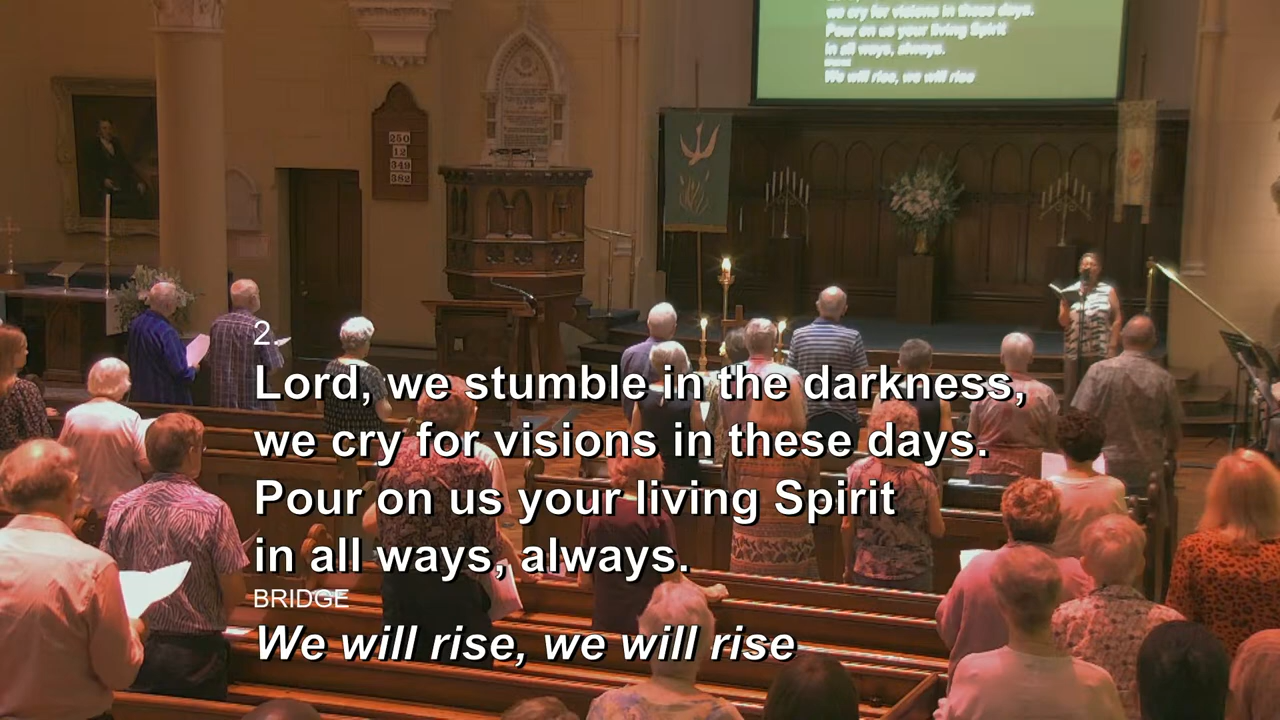 we cry for visions in these days.
Pour on us your living Spirit
in all ways, always.
We will rise, we will rise
250
12
349
382
2.
Lord, we stumble in the darkness,
we cry for visions in these days.
Pour on us your living Spirit
in all ways, always.
BRIDGE
We will rise, we will rise